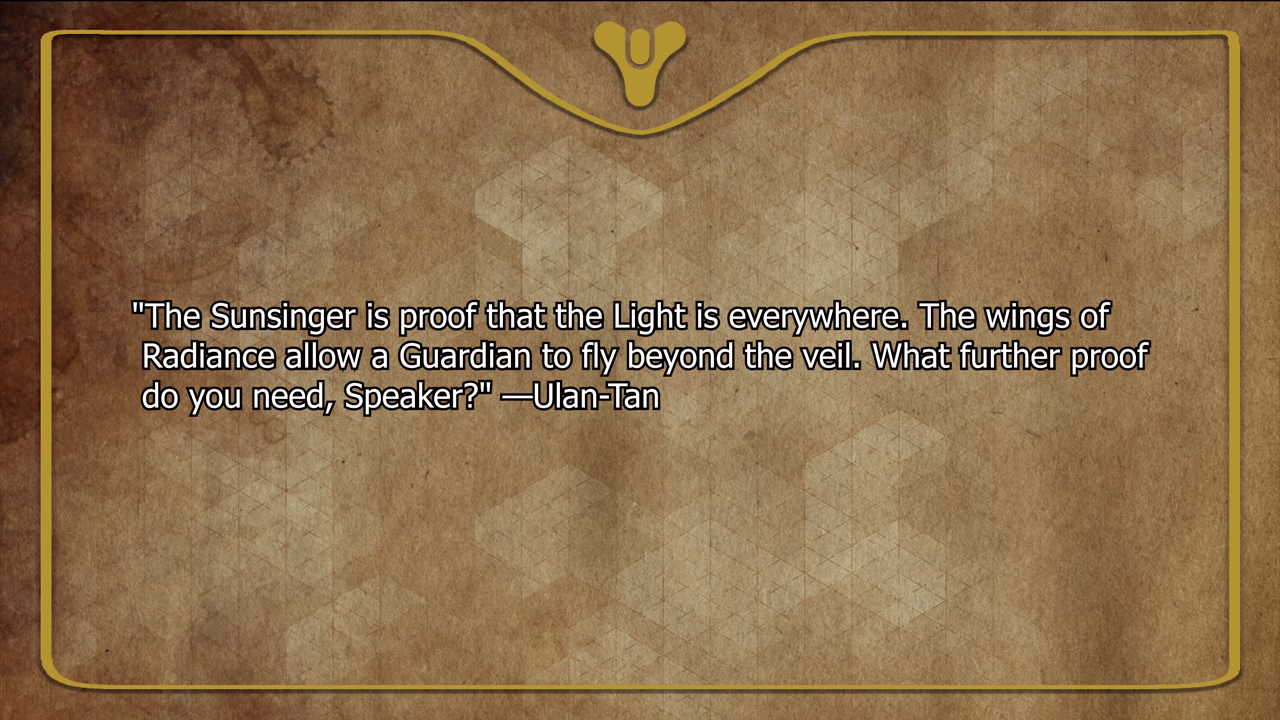 "The Sunsinger is proof that the Light is everywhere. The wings of
Radiance allow a Guardian to fly beyond the veil. What further proof
do you need, Speaker?" —Ulan-Tan